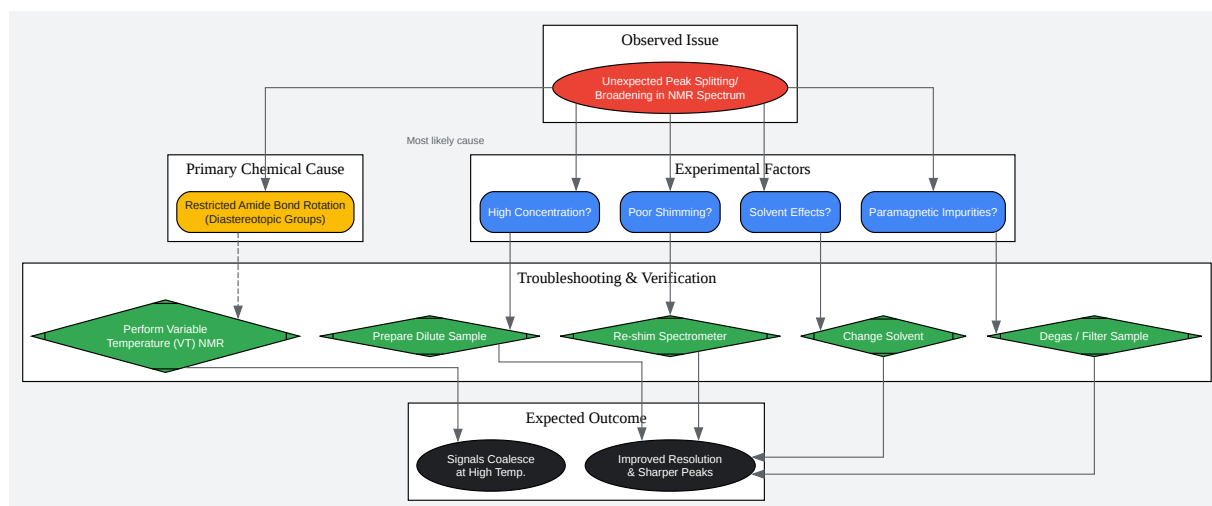 Observed Issue
Unexpected Peak Splitting/
Broadening in NMR Spectrum
Most likely cause
Primary Chemical Cause
Restricted Amide Bond Rotation
(Diastereotopic Groups)
Experimental Factors
High Concentration?
Poor Shimming?
Solvent Effects?
Paramagnetic Impurities?
Troubleshooting & Verification
Perform Variable
Temperature (VT) NMR
Prepare Dilute Sample
Re-shim Spectrometer
Change Solvent
Degas / Filter Sample
Expected Outcome
Signals Coalesce
at High Temp.
Improved Resolution
& Sharper Peaks